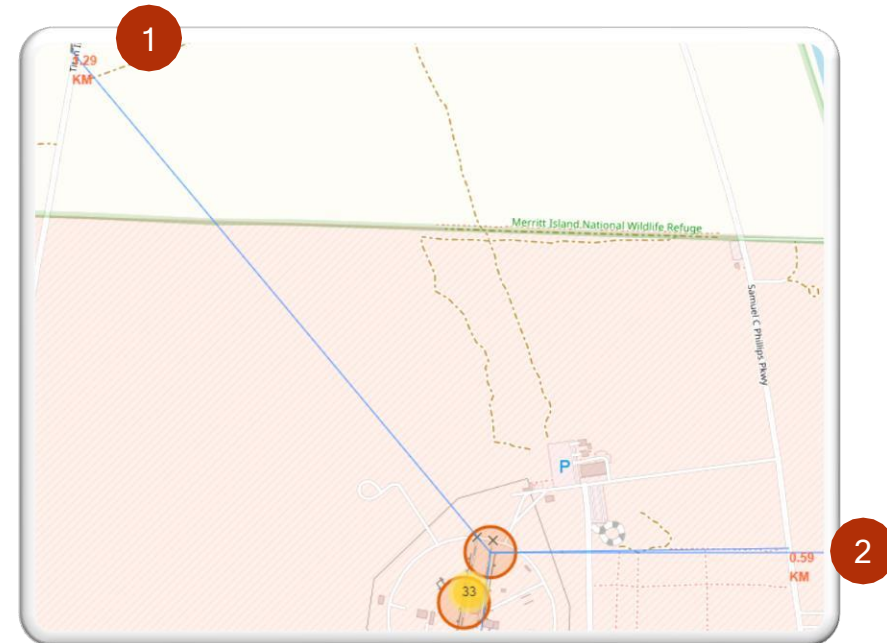 1
1.29
KM
Merritt Island National Wildlife Refuge
Samuel C Phillips Pkwy
P
0.59
KM
2
33